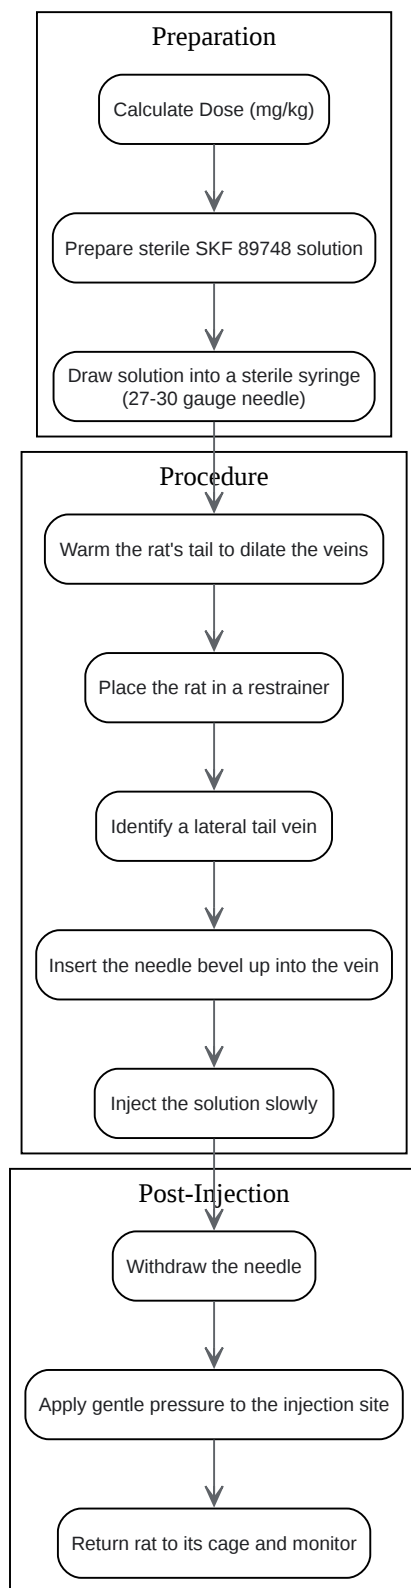 Preparation
Calculate Dose (mg/kg)
Prepare sterile SKF 89748 solution
Draw solution into a sterile syringe
(27-30 gauge needle)
Procedure
Warm the rat's tail to dilate the veins
Place the rat in a restrainer
Identify a lateral tail vein
Insert the needle bevel up into the vein
Inject the solution slowly
Post-Injection
Withdraw the needle
Apply gentle pressure to the injection site
Return rat to its cage and monitor